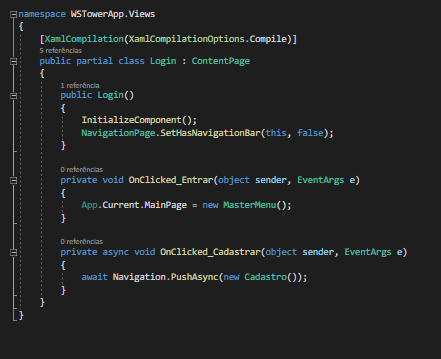 namespace WSTowerApp.Views
{
[XamlCompilation(XamlCompilationOptions.Compile)]
5 referências
public partial class Login : ContentPage
{
1 referência
public Login()
{
InitializeComponent();
NavigationPage.SetHasNavigationBar(this, false);
}
0 referências
private void OnClicked_Entrar(object sender, EventArgs e)
{
App.Current.MainPage = new MasterMenu();
}
0 referências
private async void OnClicked_Cadastrar(object sender, EventArgs e)
{
await Navigation.PushAsync(new Cadastro());
}
}
}